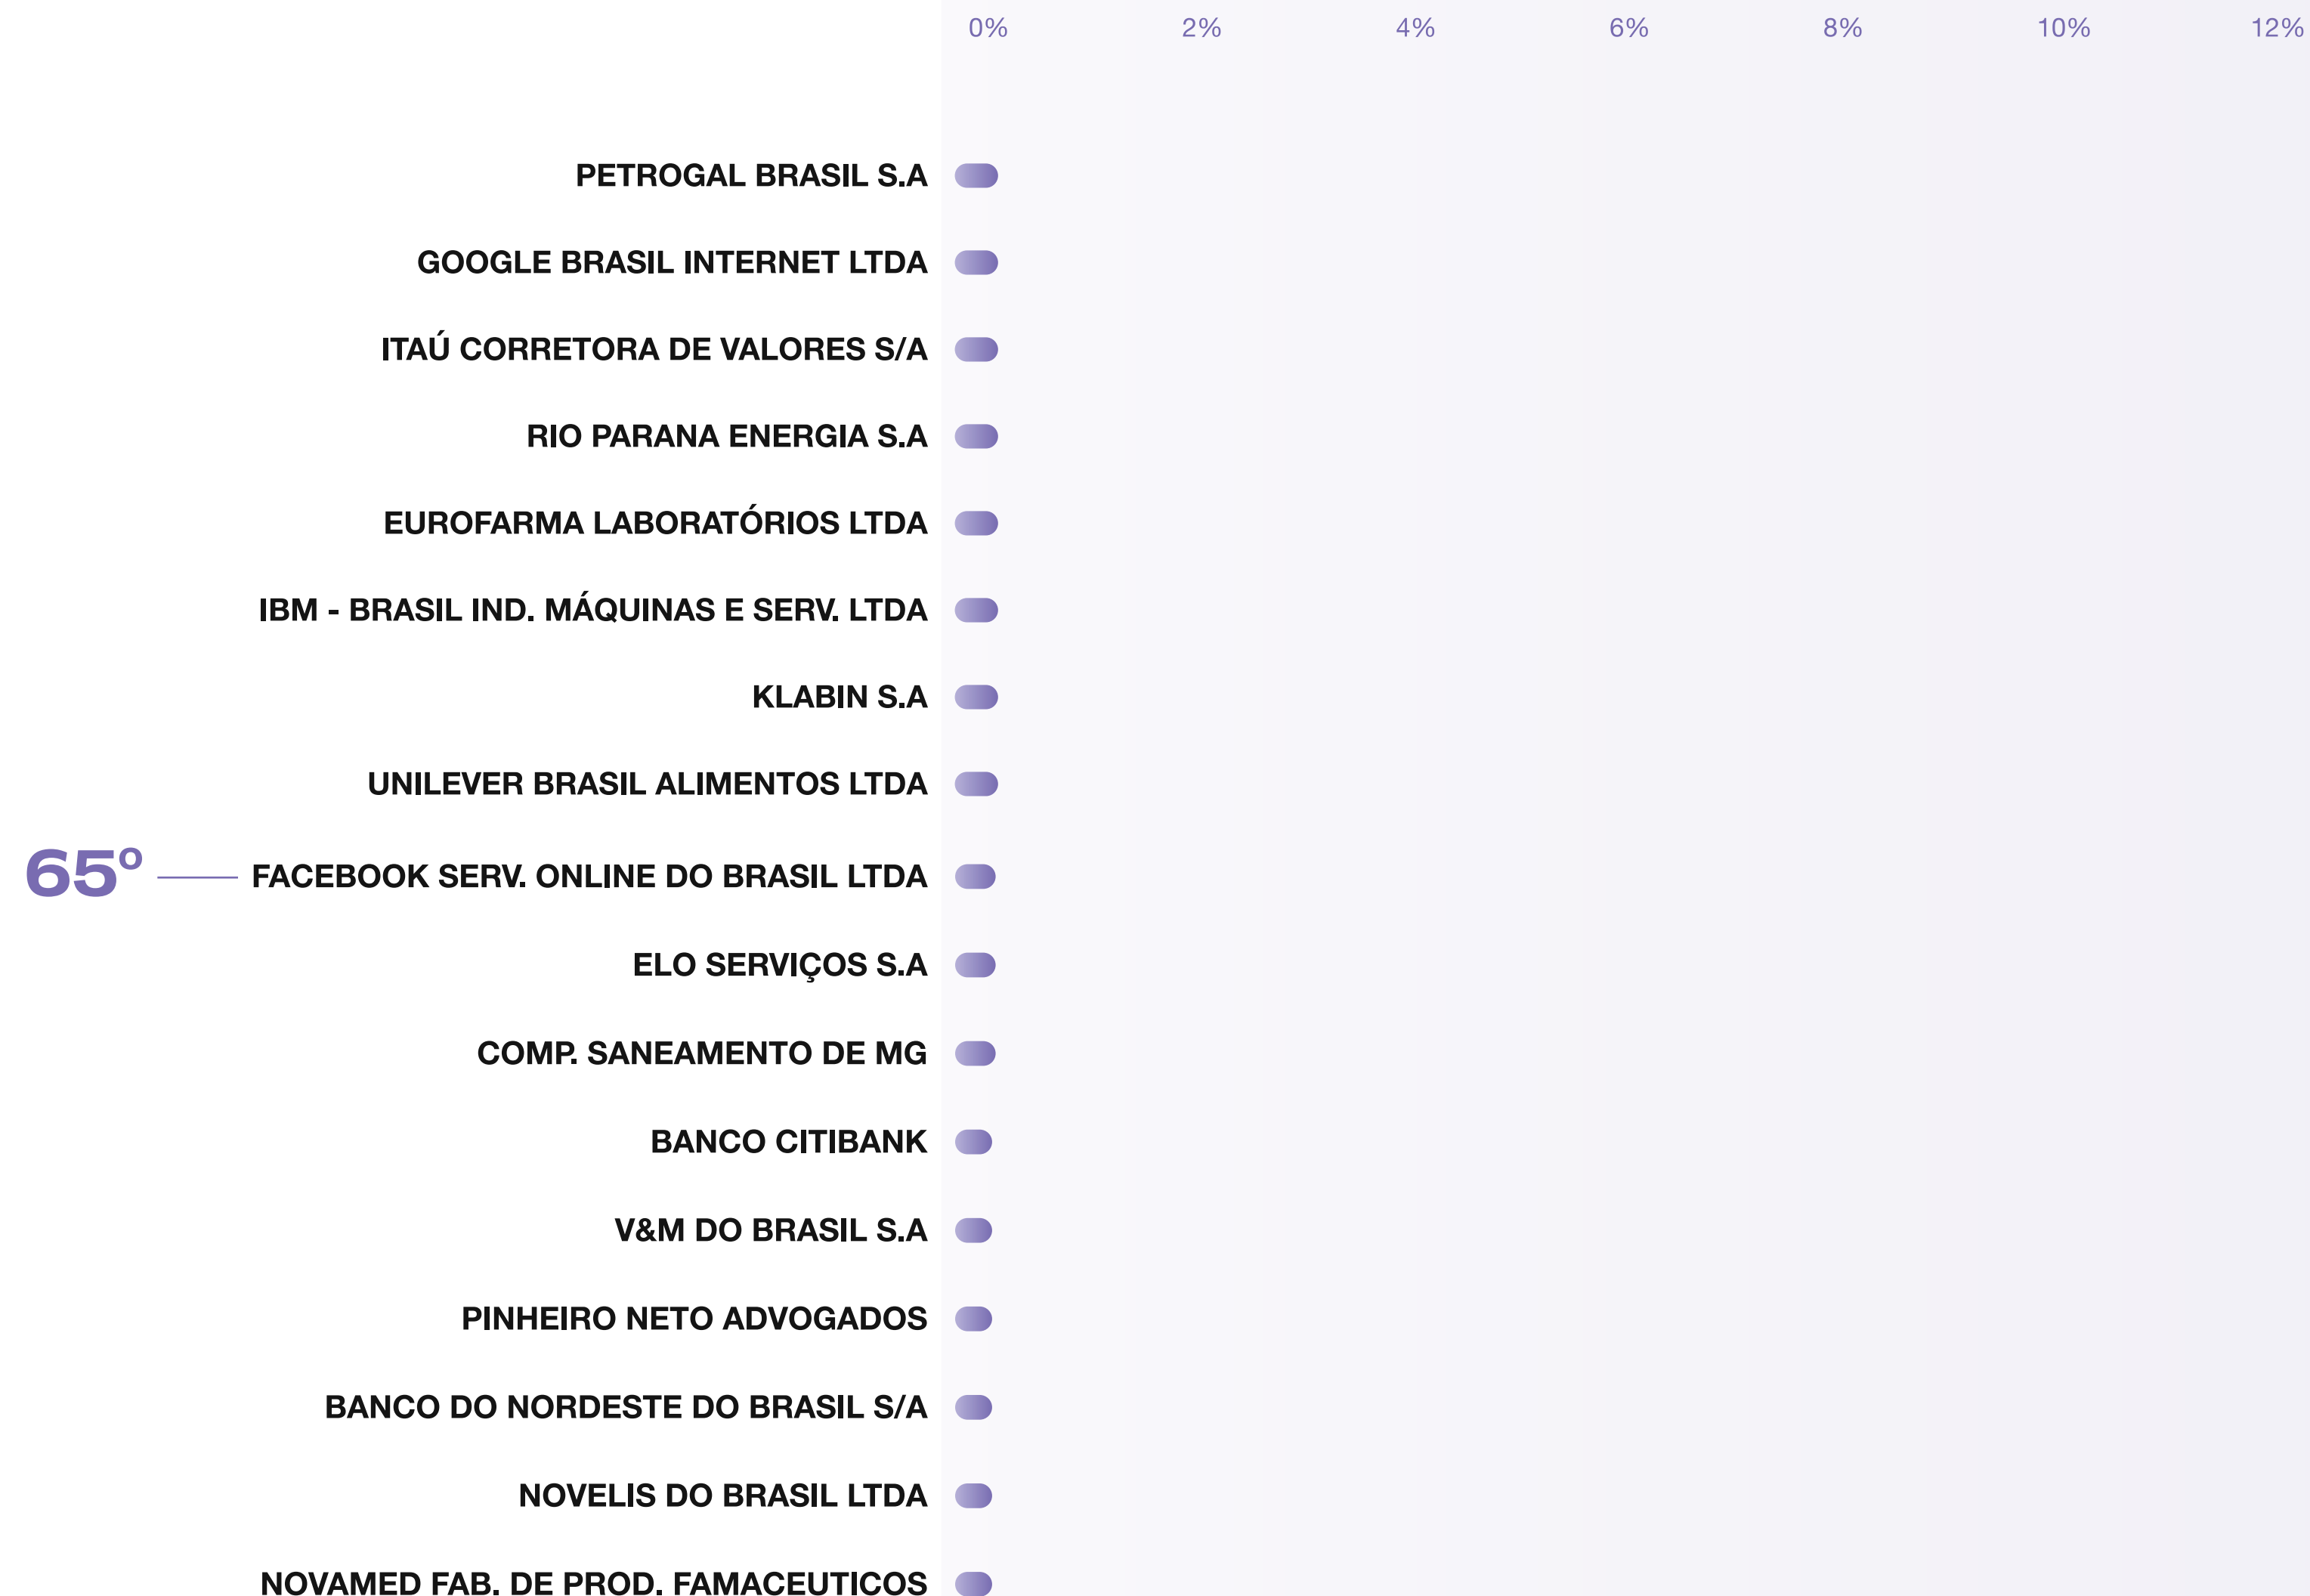 0% 2% 4% 6% 8% 10% 12%
PETROGAL BRASIL S.A
GOOGLE BRASIL INTERNET LTDA
ITAÚ CORRETORA DE VALORES S/A
RIO PARANA ENERGIA S.A
EUROFARMA LABORATÓRIOS LTDA
IBM - BRASIL IND. MÁQUINAS E SERV. LTDA
KLABIN S.A
UNILEVER BRASIL ALIMENTOS LTDA
65º FACEBOOK SERV. ONLINE DO BRASIL LTDA
ELO SERVIÇOS S.A
COMP. SANEAMENTO DE MG
BANCO CITIBANK
V&M DO BRASIL S.A
PINHEIRO NETO ADVOGADOS
BANCO DO NORDESTE DO BRASIL S/A
NOVELIS DO BRASIL LTDA
NOVAMED FAB. DE PROD. FAMACEUTICOS